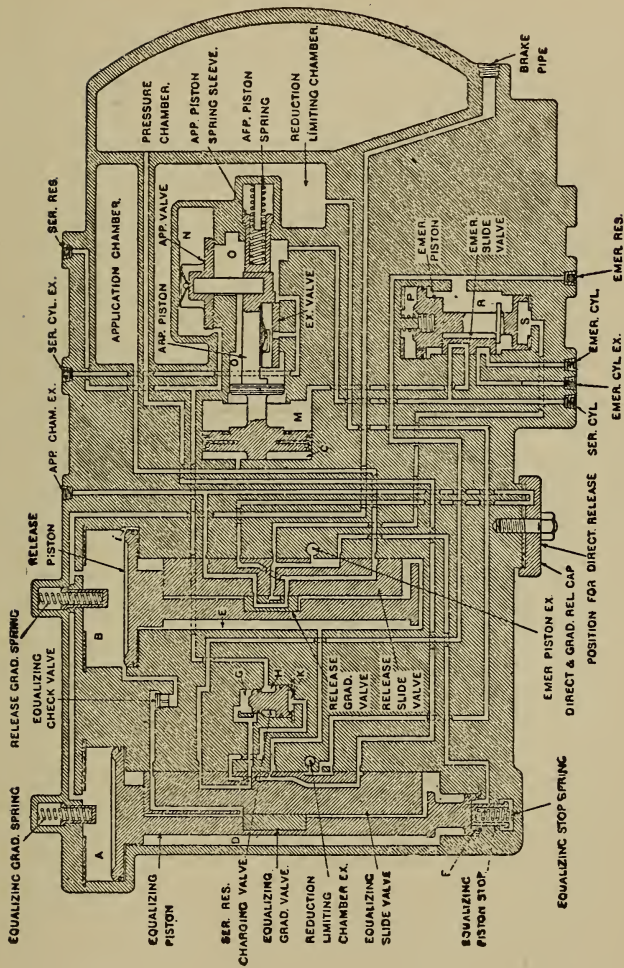 EQUALIZING GRAD. SPRING
RELEASE GRAD. SPRING
EQUALIZING
CHECK VALVE
RELEASE
PISTON
APP. CHAM. EX.
SER. CYL. EX.
SER. RES.
APPLICATION CHAMBER.
PRESSURE
CHAMBER.
APP. PISTON
SPRING SLEEVE.
APP. PISTON
SPRING
REDUCTION
LIMITING CHAMBER
APP. PISTON
APP. VALVE
EX. VALVE
A
B
C
D
E
F
G
H
K
M
N
O
O
P
R
S
EMER.
PISTON
EMER.
SLIDE
VALVE
BRAKE
PIPE
EQUALIZING
PISTON
SER. RES.
CHARGING VALVE.
EQUALIZING
GRAD. VALVE.
REDUCTION
LIMITING
CHAMBER EX.
EQUALIZING
SLIDE VALVE
EQUALIZING
PISTON STOP
EQUALIZING STOP SPRING
RELEASE
GRAD.
VALVE
RELEASE
SLIDE
VALVE
EMER PISTON EX.
DIRECT & GRAD. REL. CAP
POSITION FOR DIRECT. RELEASE
SER. CYL.
EMER. CYL. EX.
EMER. CYL.
EMER. RES.